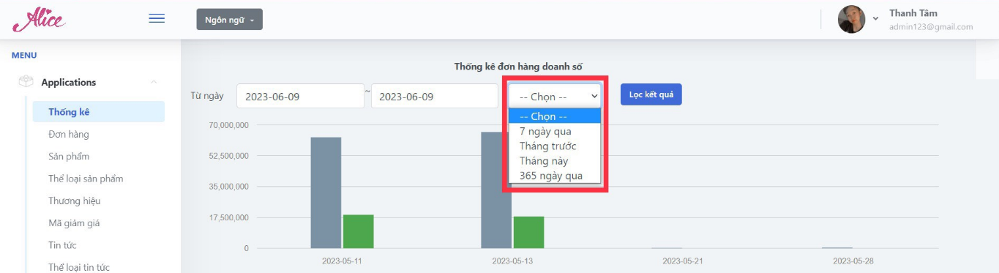 Alice
Ngôn ngữ
Thanh Tâm
admin123@gmail.com
MENU
Applications
Thống kê
Đơn hàng
Sản phẩm
Thể loại sản phẩm
Thương hiệu
Mã giảm giá
Tin tức
Thể loại tin tức
Thống kê đơn hàng doanh số
Từ ngày 2023-06-09 ~ 2023-06-09 -- Chọn -- Lọc kết quả
-- Chọn --
7 ngày qua
Tháng trước
Tháng này
365 ngày qua
70,000,000
52,500,000
35,000,000
17,500,000
0
2023-05-11 2023-05-13 2023-05-21 2023-05-28